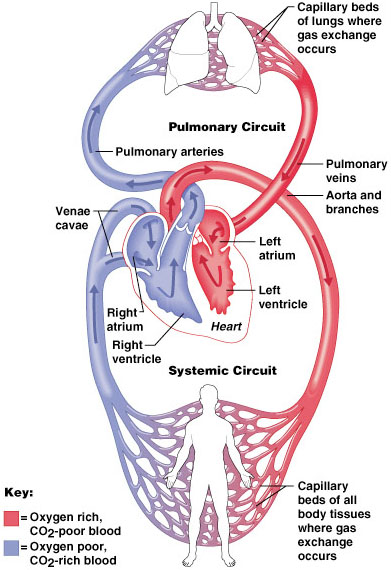 Capillary beds
of lungs where
gas exchange
occurs
Pulmonary Circuit
Pulmonary arteries
Pulmonary
veins
Aorta and
branches
Venae
cavae
Left
atrium
Left
ventricle
Right
atrium
Heart
Right
ventricle
Systemic Circuit
Capillary
beds of all
body tissues
where gas
exchange
occurs
Key:
= Oxygen rich,
CO2-poor blood
= Oxygen poor,
CO2-rich blood